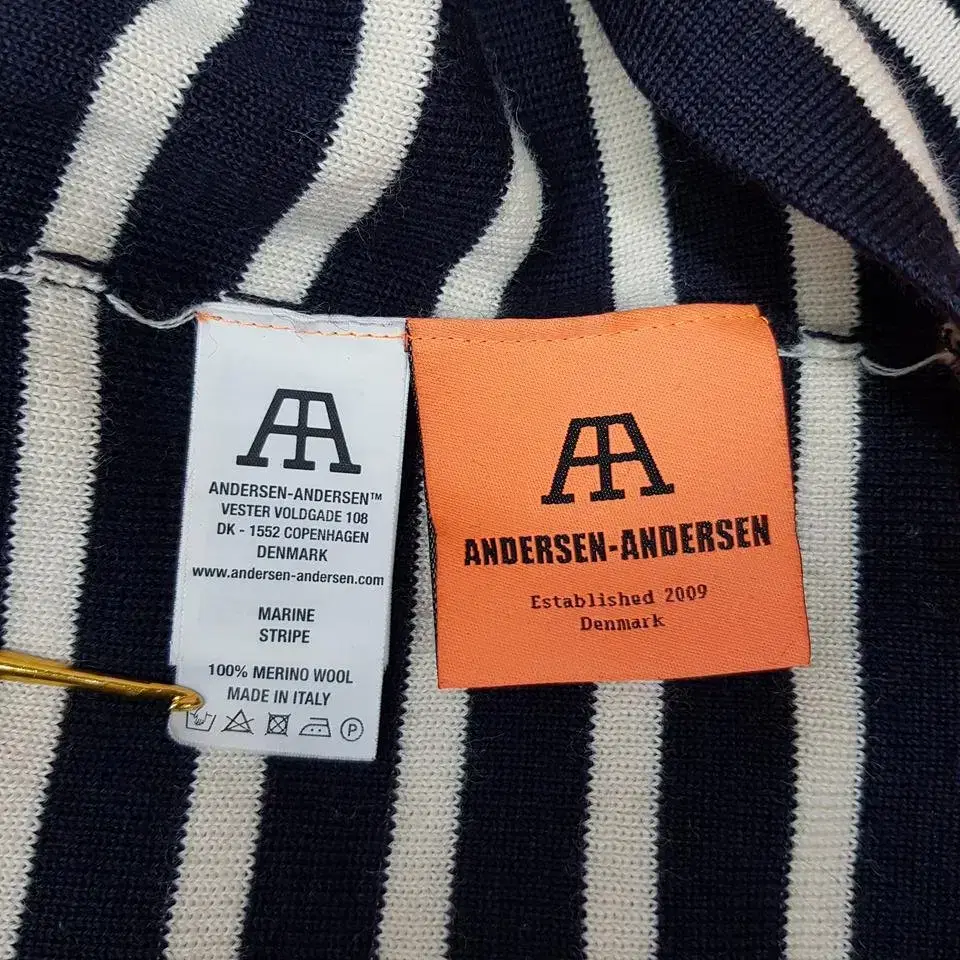 ANDERSEN-ANDERSEN™
VESTER VOLDGADE 108
DK - 1552 COPENHAGEN
DENMARK
www.andersen-andersen.com
MARINE
STRIPE
100% MERINO WOOL
MADE IN ITALY
P
ANDERSEN-ANDERSEN
Established 2009
Denmark